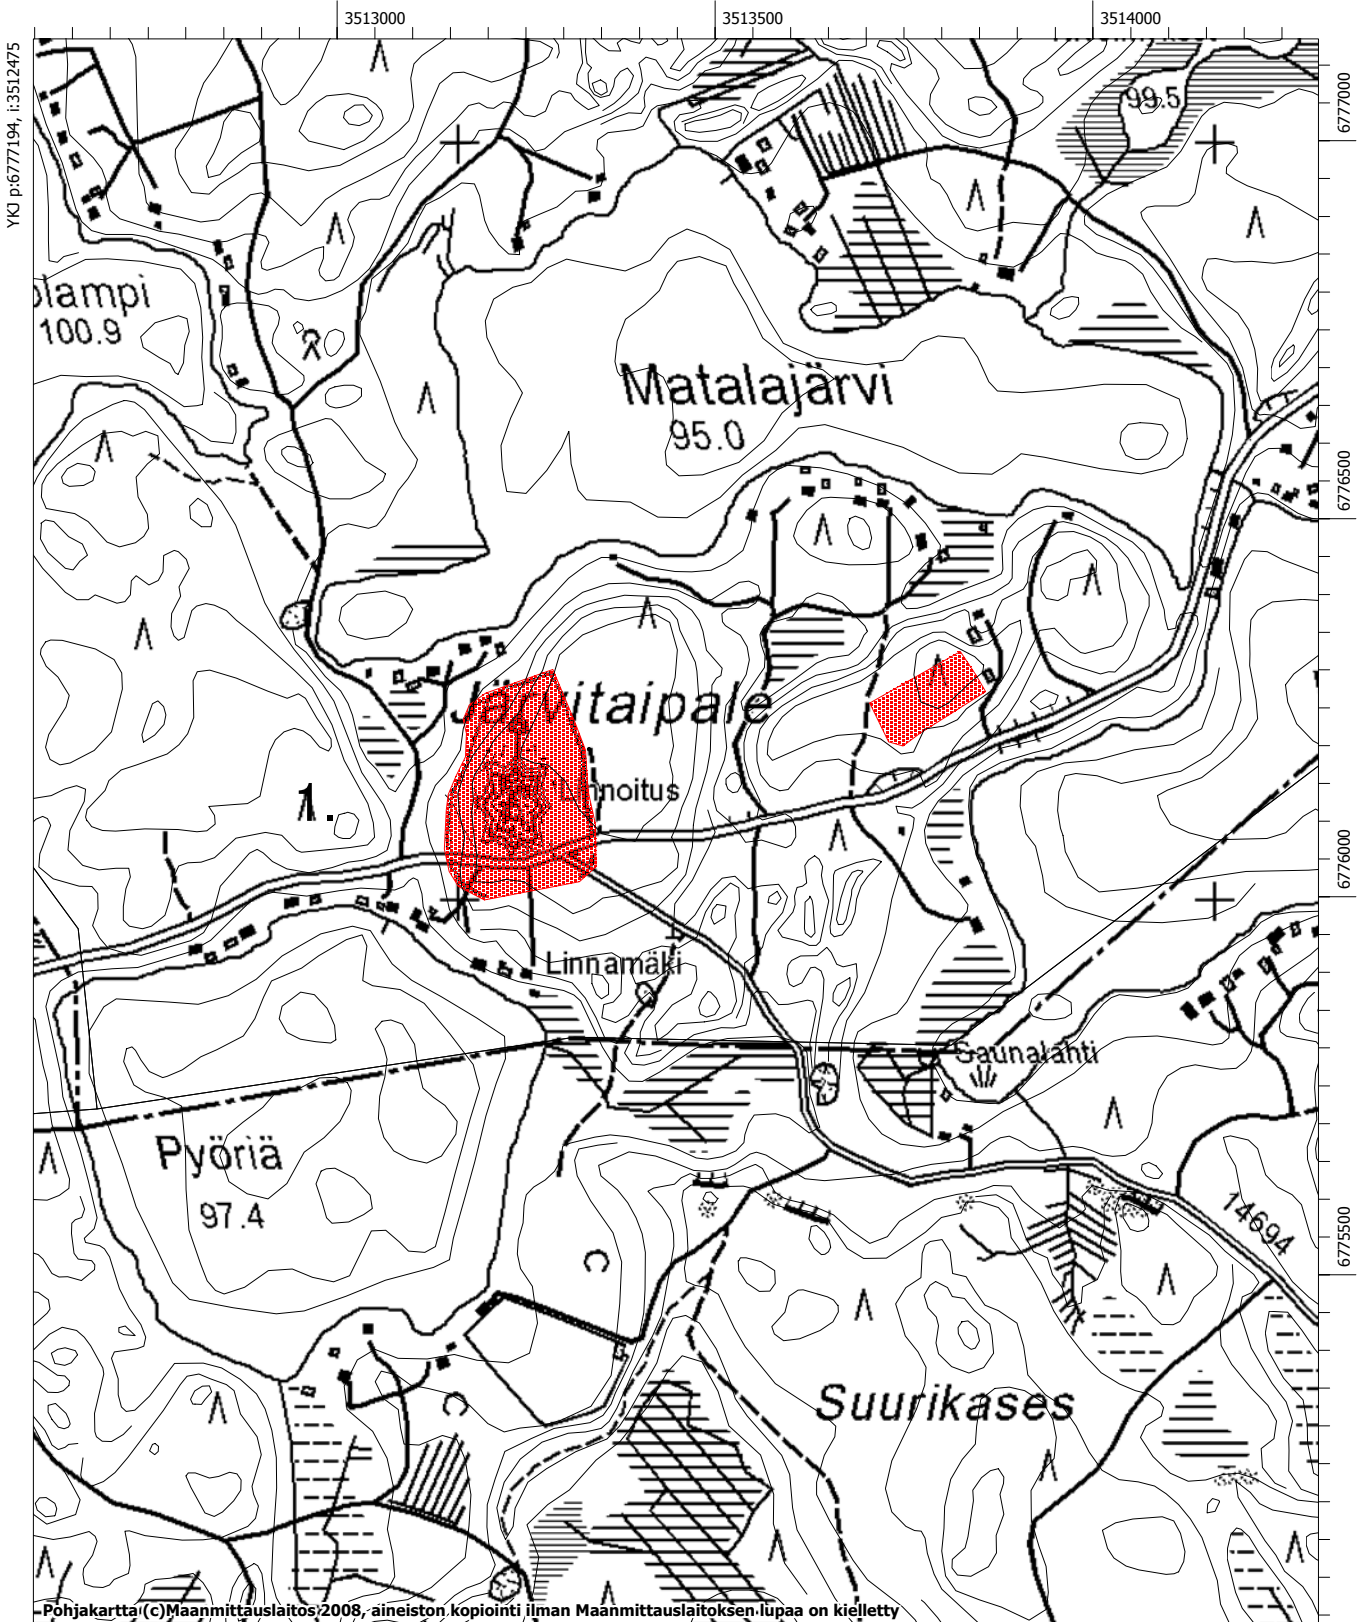 3513000
3513500
3514000
YKJ p:6777194, i:3512475
6777000
99.5
lampi
100.9
Matalajärvi
95.0
6776500
Järvitaipale
Linnoitus
1.
6776000
Linnamäki
Saunalahti
Pyöriä
97.4
14694
6775500
Suurikases
Pohjakartta (c)Maanmittauslaitos 2008, aineiston kopiointi ilman Maanmittauslaitoksen lupaa on kielletty